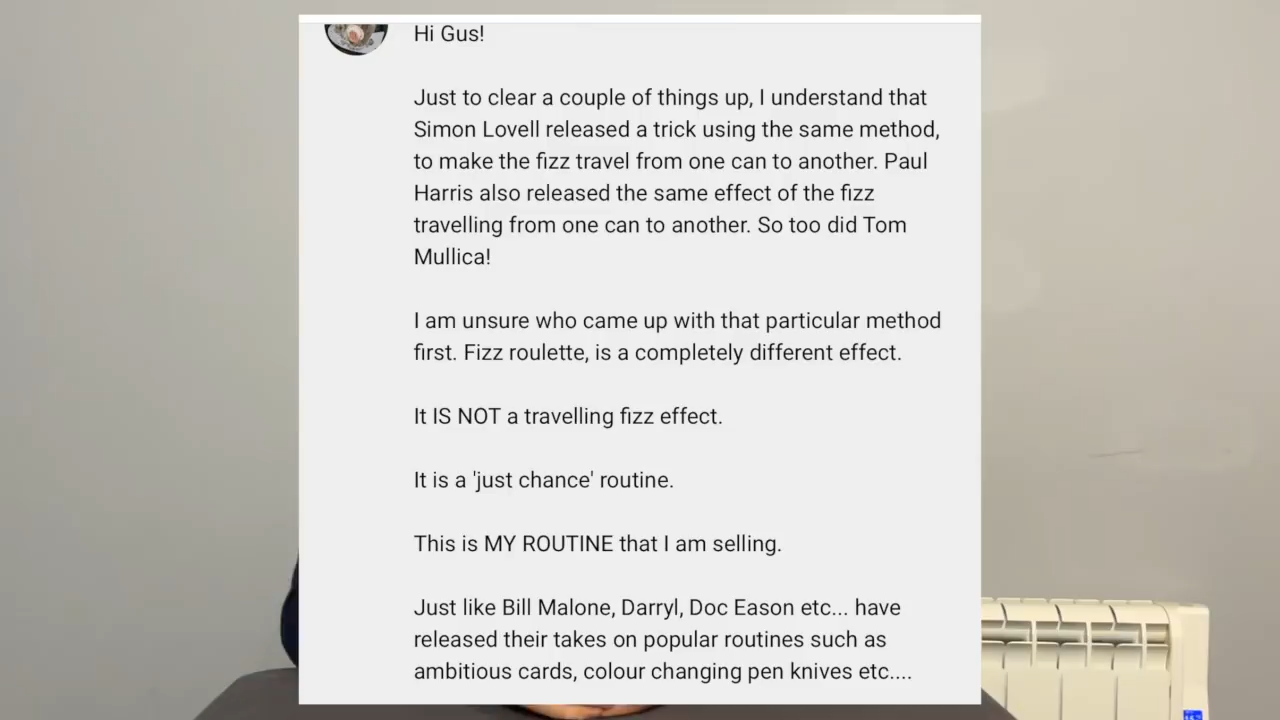 Hi Gus!
Just to clear a couple of things up, I understand that
Simon Lovell released a trick using the same method,
to make the fizz travel from one can to another. Paul
Harris also released the same effect of the fizz
travelling from one can to another. So too did Tom
Mullica!
I am unsure who came up with that particular method
first. Fizz roulette, is a completely different effect.
It IS NOT a travelling fizz effect.
It is a 'just chance' routine.
This is MY ROUTINE that I am selling.
Just like Bill Malone, Darryl, Doc Eason etc... have
released their takes on popular routines such as
ambitious cards, colour changing pen knives etc....